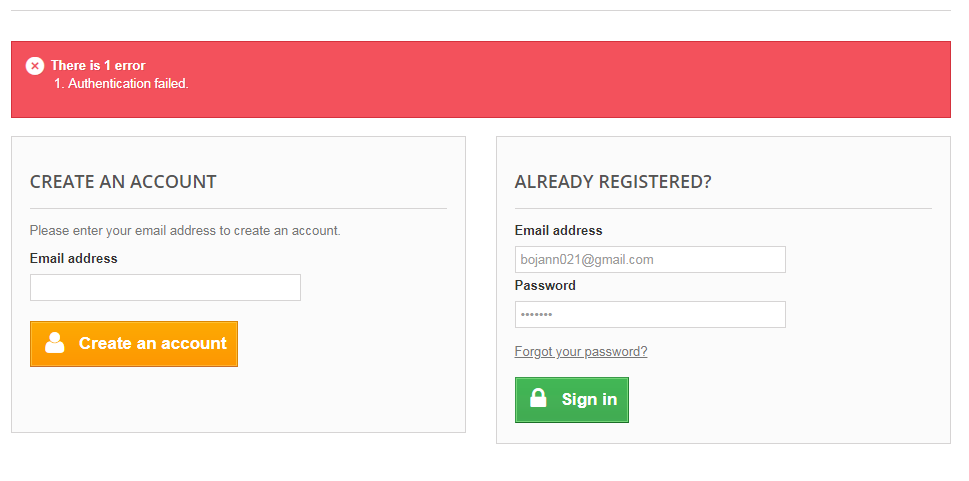 There is 1 error
1. Authentication failed.
CREATE AN ACCOUNT
Please enter your email address to create an account.
Email address
Create an account
ALREADY REGISTERED?
Email address
bojann021@gmail.com
Password
•••••••
Forgot your password?
Sign in